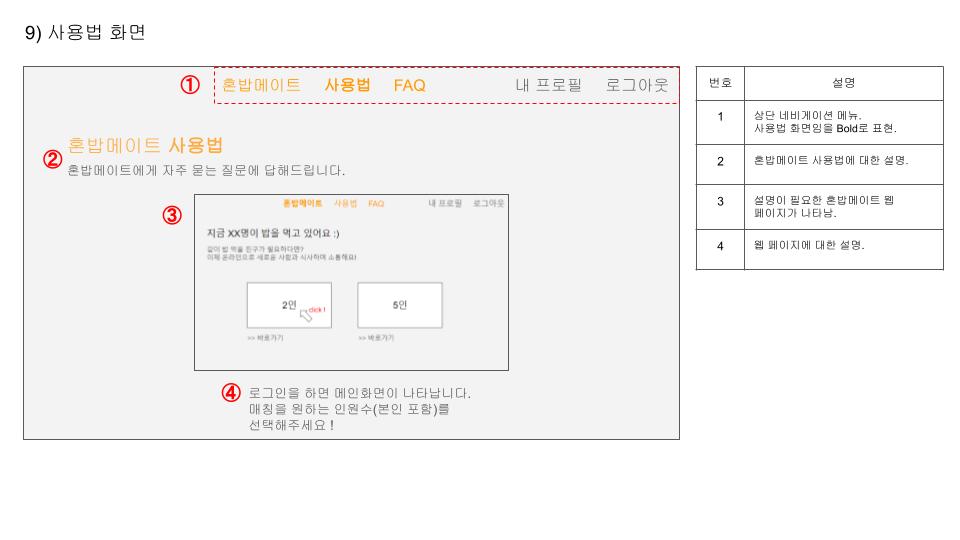 9) 사용법 화면
① 혼밥메이트 사용법 FAQ 내 프로필 로그아웃
② 혼밥메이트 사용법
혼밥메이트에게 자주 묻는 질문에 답해드립니다.
③
혼밥메이트 사용법 FAQ 내 프로필 로그아웃
지금 XX명이 밥을 먹고 있어요 :)
같이 밥 먹을 친구가 필요하다면?
이제 온라인으로 새로운 사람과 식사하며 소통해요!
2인 click ! 5인
>> 바로가기 >> 바로가기
④ 로그인을 하면 메인화면이 나타납니다.
매칭을 원하는 인원수(본인 포함)를
선택해주세요 !
번호 설명
1 상단 네비게이션 메뉴.
사용법 화면임을 Bold로 표현.
2 혼밥메이트 사용법에 대한 설명.
3 설명이 필요한 혼밥메이트 웹
페이지가 나타남.
4 웹 페이지에 대한 설명.